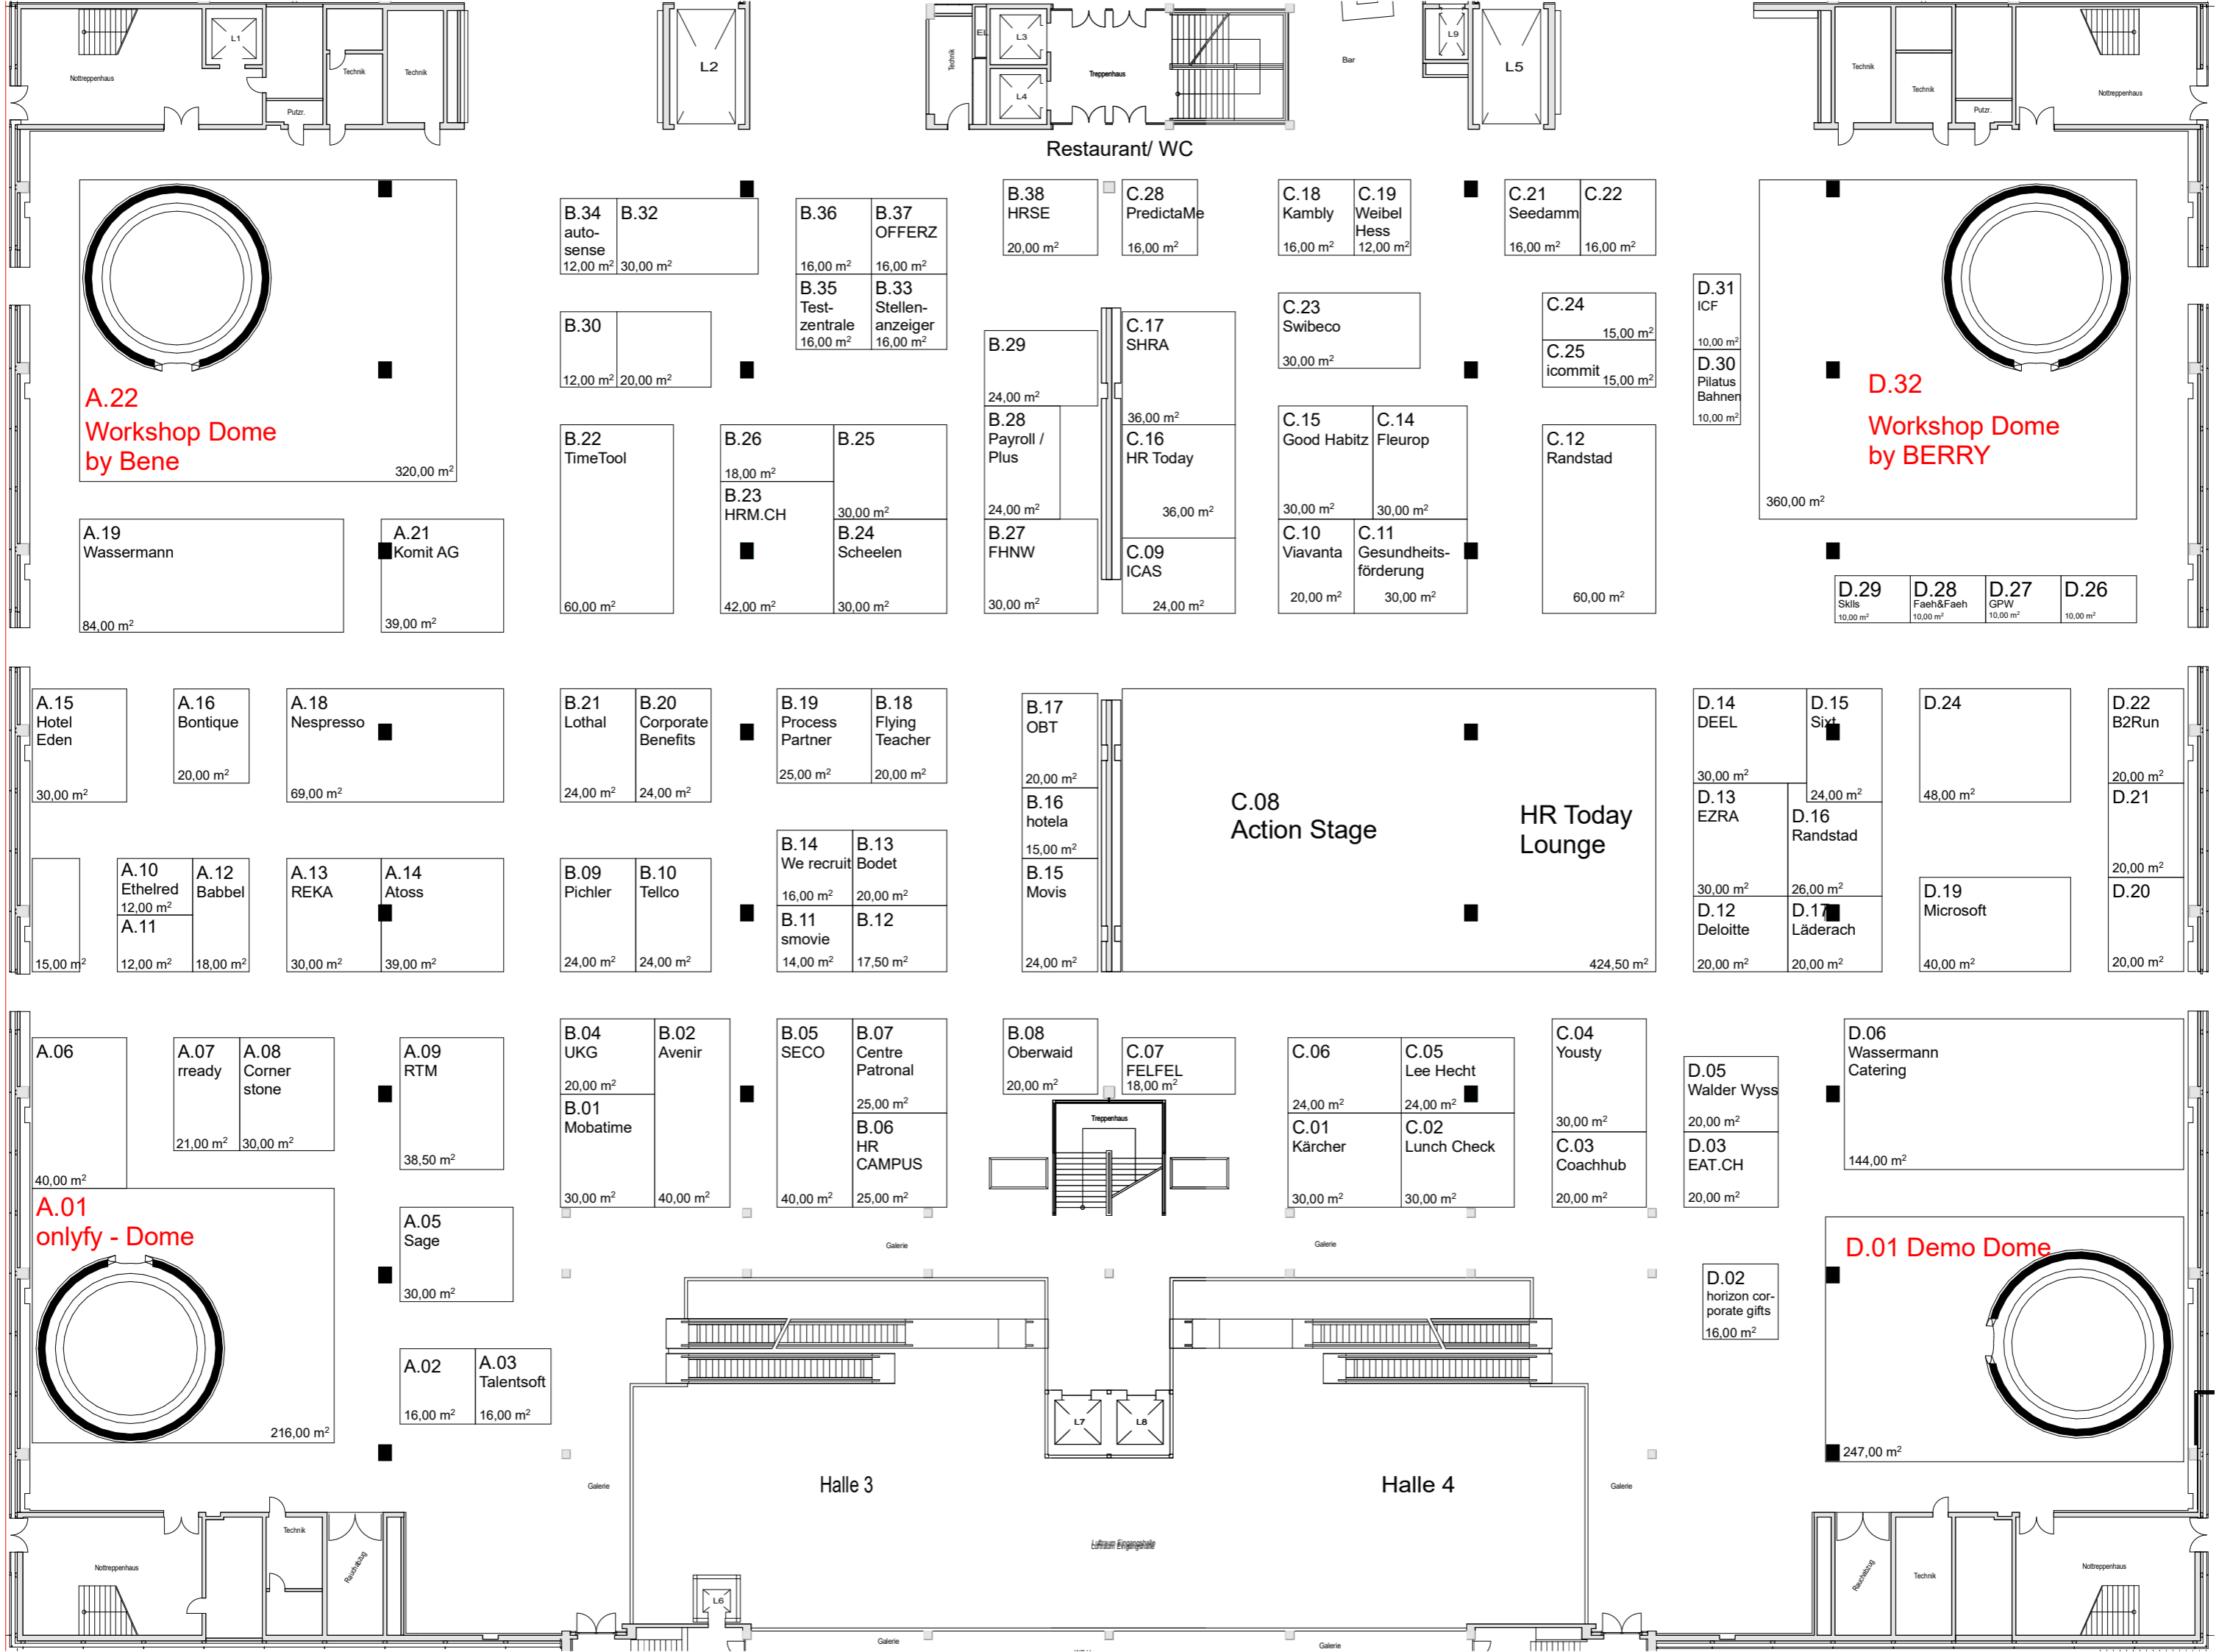 L1
Nottreppenhaus
Putzr.
Technik
Technik
L2
Technik
EL
L3
L4
Treppenhaus
Bar
L9
L5
Technik
Technik
Putzr.
Nottreppenhaus
Restaurant/ WC
A.22
Workshop Dome
by Bene
320,00 m²
B.34
auto-
sense
12,00 m²
B.32
30,00 m²
B.36
16,00 m²
B.37
OFFERZ
16,00 m²
B.35
Test-
zentrale
16,00 m²
B.33
Stellen-
anzeiger
16,00 m²
B.38
HRSE
20,00 m²
C.28
PredictaMe
16,00 m²
C.18
Kambly
16,00 m²
C.19
Weibel
Hess
12,00 m²
C.21
Seedamm
16,00 m²
C.22
16,00 m²
D.31
ICF
10,00 m²
D.30
Pilatus
Bahnen
10,00 m²
D.32
Workshop Dome
by BERRY
360,00 m²
B.30
12,00 m²
20,00 m²
B.29
24,00 m²
B.28
Payroll /
Plus
24,00 m²
B.27
FHNW
30,00 m²
C.17
SHRA
36,00 m²
C.16
HR Today
36,00 m²
C.09
ICAS
24,00 m²
C.23
Swibeco
30,00 m²
C.24
15,00 m²
C.25
icommit
15,00 m²
C.15
Good Habitz
30,00 m²
C.14
Fleurop
30,00 m²
C.10
Viavanta
20,00 m²
C.11
Gesundheits-
förderung
30,00 m²
C.12
Randstad
60,00 m²
B.22
TimeTool
60,00 m²
B.26
18,00 m²
B.25
30,00 m²
B.23
HRM.CH
42,00 m²
B.24
Scheelen
30,00 m²
A.19
Wassermann
84,00 m²
A.21
Komit AG
39,00 m²
D.29
Sklls
10,00 m²
D.28
Faeh&Faeh
10,00 m²
D.27
GPW
10,00 m²
D.26
10,00 m²
A.15
Hotel
Eden
30,00 m²
A.16
Bontique
20,00 m²
A.18
Nespresso
69,00 m²
B.21
Lothal
24,00 m²
B.20
Corporate
Benefits
24,00 m²
B.19
Process
Partner
25,00 m²
B.18
Flying
Teacher
20,00 m²
B.17
OBT
20,00 m²
B.16
hotela
15,00 m²
B.15
Movis
24,00 m²
C.08
Action Stage
HR Today
Lounge
424,50 m²
D.14
DEEL
30,00 m²
D.15
Sixt
24,00 m²
D.13
EZRA
30,00 m²
D.16
Randstad
26,00 m²
D.12
Deloitte
20,00 m²
D.17
Läderach
20,00 m²
D.24
48,00 m²
D.19
Microsoft
40,00 m²
D.22
B2Run
20,00 m²
D.21
20,00 m²
D.20
20,00 m²
15,00 m²
A.10
Ethelred
12,00 m²
A.11
12,00 m²
A.12
Babbel
18,00 m²
A.13
REKA
30,00 m²
A.14
Atoss
39,00 m²
B.09
Pichler
24,00 m²
B.10
Tellco
24,00 m²
B.14
We recruit
16,00 m²
B.13
Bodet
20,00 m²
B.11
smovie
14,00 m²
B.12
17,50 m²
A.06
40,00 m²
A.07
rready
21,00 m²
A.08
Corner
stone
30,00 m²
A.09
RTM
38,50 m²
B.04
UKG
20,00 m²
B.02
Avenir
40,00 m²
B.01
Mobatime
30,00 m²
B.05
SECO
40,00 m²
B.07
Centre
Patronal
25,00 m²
B.06
HR
CAMPUS
25,00 m²
B.08
Oberwaid
20,00 m²
C.07
FELFEL
18,00 m²
Treppenhaus
C.06
24,00 m²
C.05
Lee Hecht
24,00 m²
C.01
Kärcher
30,00 m²
C.02
Lunch Check
30,00 m²
C.04
Yousty
30,00 m²
C.03
Coachhub
20,00 m²
D.05
Walder Wyss
20,00 m²
D.03
EAT.CH
20,00 m²
D.06
Wassermann
Catering
144,00 m²
A.01
onlyfy - Dome
216,00 m²
A.05
Sage
30,00 m²
A.02
16,00 m²
A.03
Talentsoft
16,00 m²
Galerie
Galerie
D.02
horizon cor-
porate gifts
16,00 m²
D.01 Demo Dome
247,00 m²
L7
L8
Galerie
Halle 3
Halle 4
Galerie
Luftraum Eingangshalle
Nottreppenhaus
Technik
Rauchabzug
L6
Galerie
Galerie
Rauchabzug
Technik
Nottreppenhaus